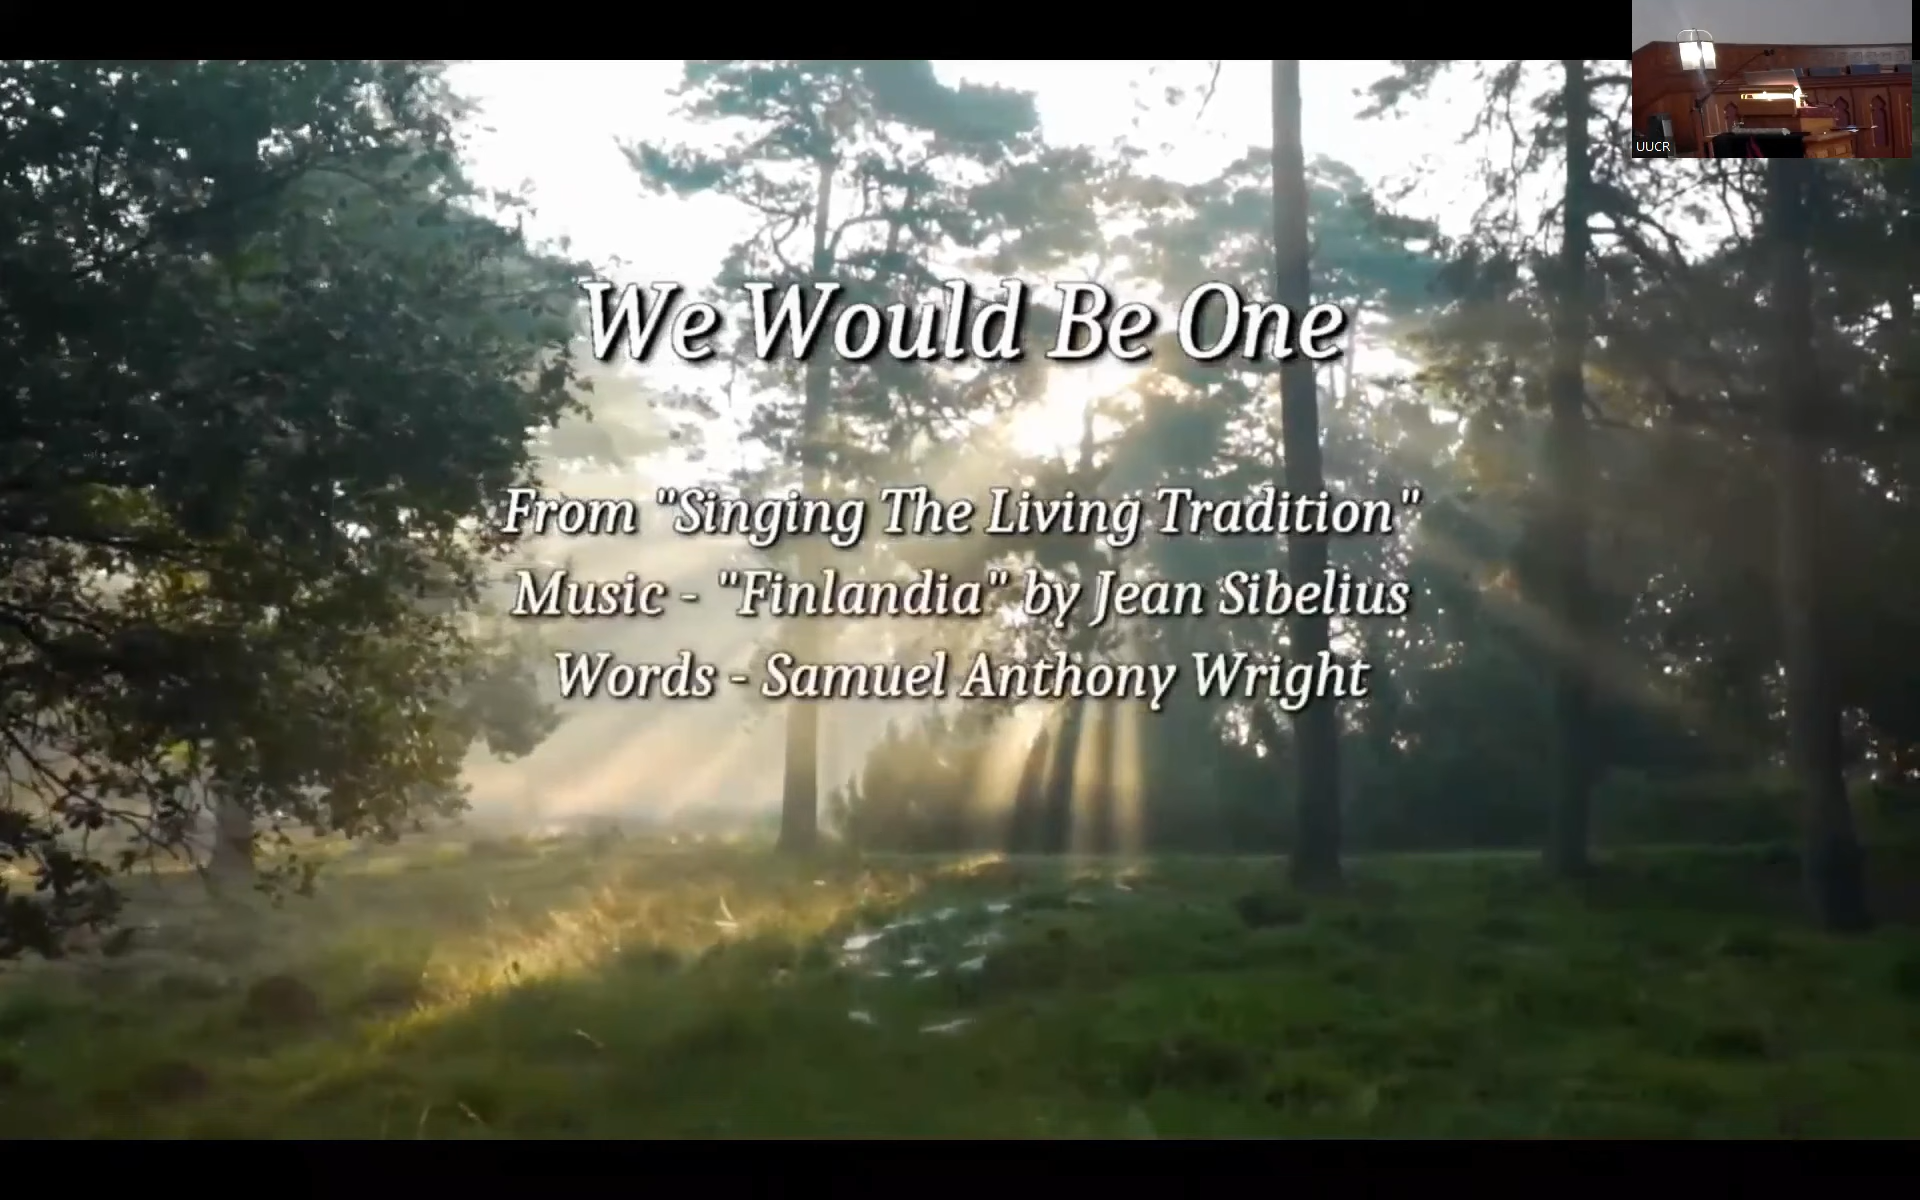 We Would Be One
From "Singing The Living Tradition"
Music - "Finlandia" by Jean Sibelius
Words - Samuel Anthony Wright
UUCR